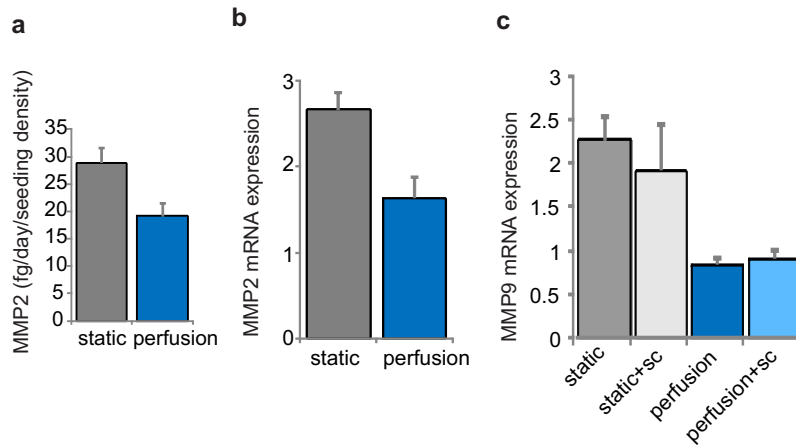 a
MMP2 (fg/day/seeding density)
35
30
25
20
15
10
5
0
static perfusion
b
MMP2 mRNA expression
3
2
1
0
static perfusion
c
MMP9 mRNA expression
3
2.5
2
1.5
1
0.5
0
static
static+sc
perfusion
perfusion+sc